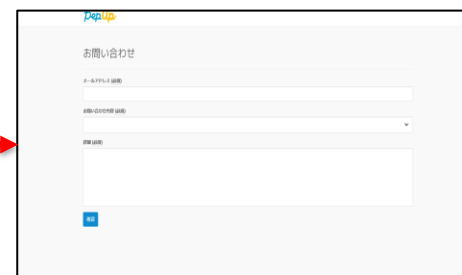 PepUp
お問い合わせ
メールアドレス (必須)
お問い合わせ内容 (必須)
詳細 (必須)
確認